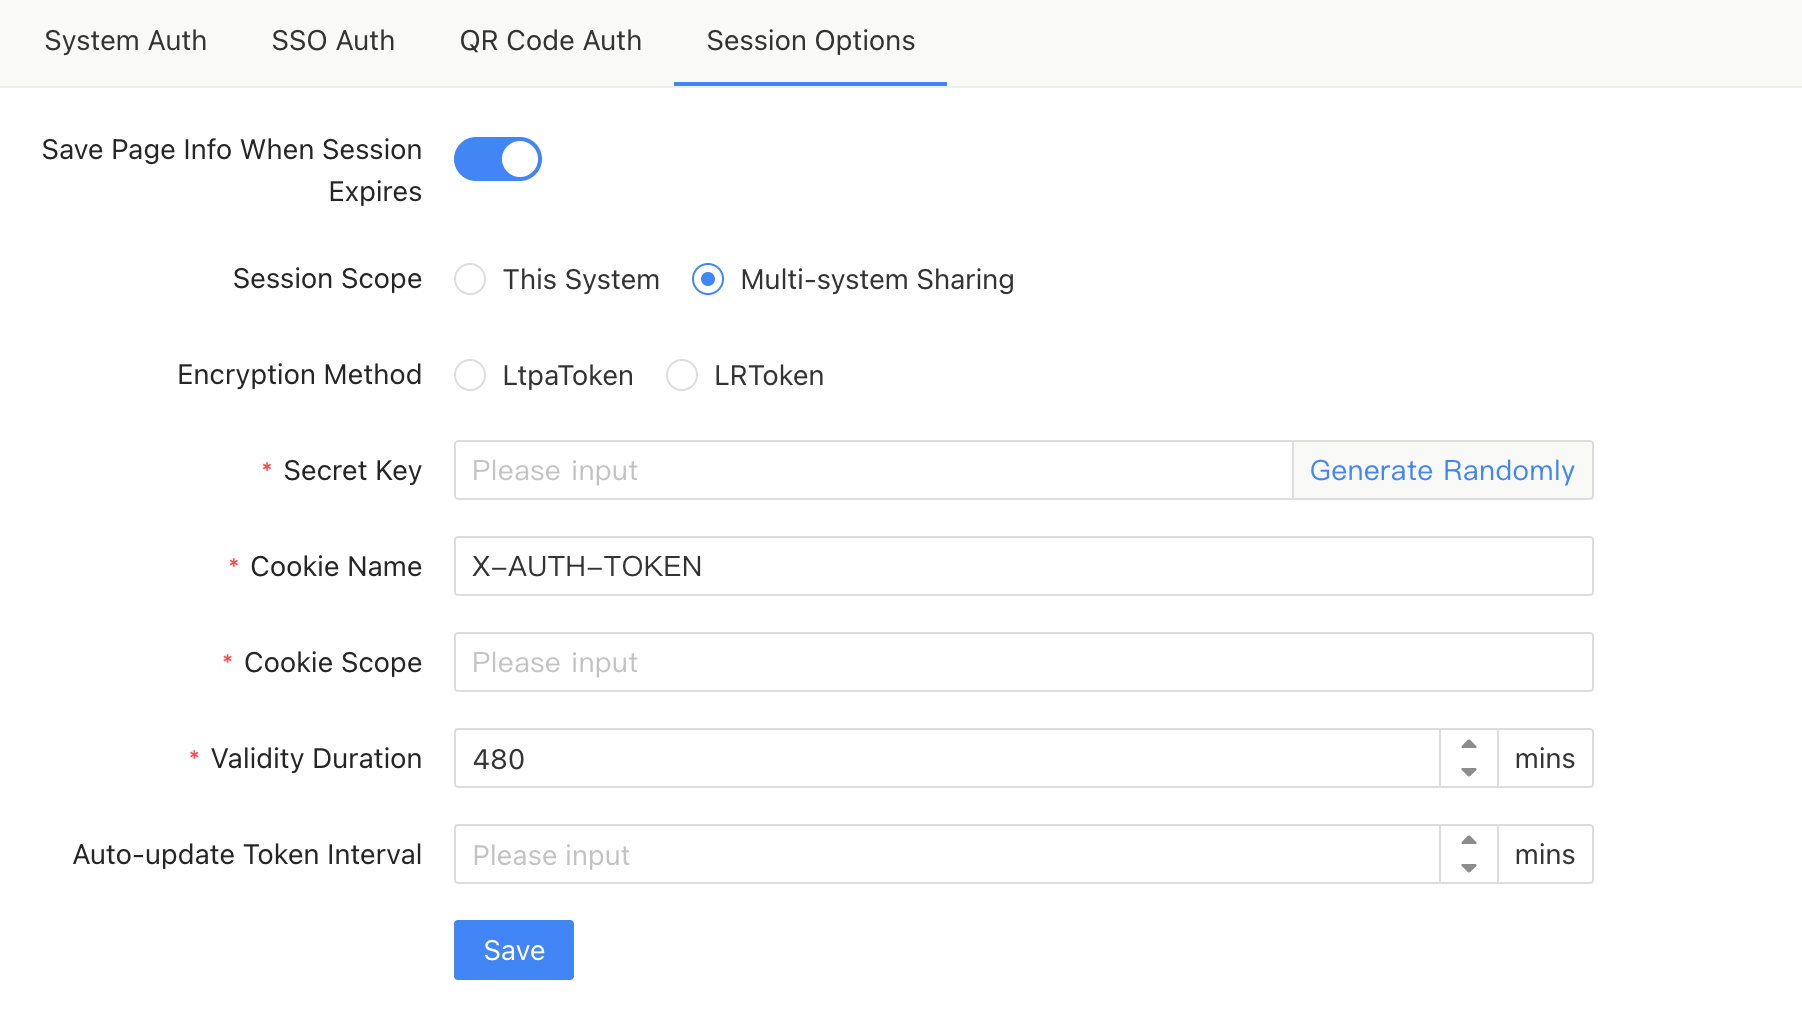 System Auth SSO Auth QR Code Auth Session Options
Save Page Info When Session
Expires
Session Scope This System Multi-system Sharing
Encryption Method LtpaToken LRToken
* Secret Key Please input Generate Randomly
* Cookie Name X-AUTH-TOKEN
* Cookie Scope Please input
* Validity Duration 480 mins
Auto-update Token Interval Please input mins
Save